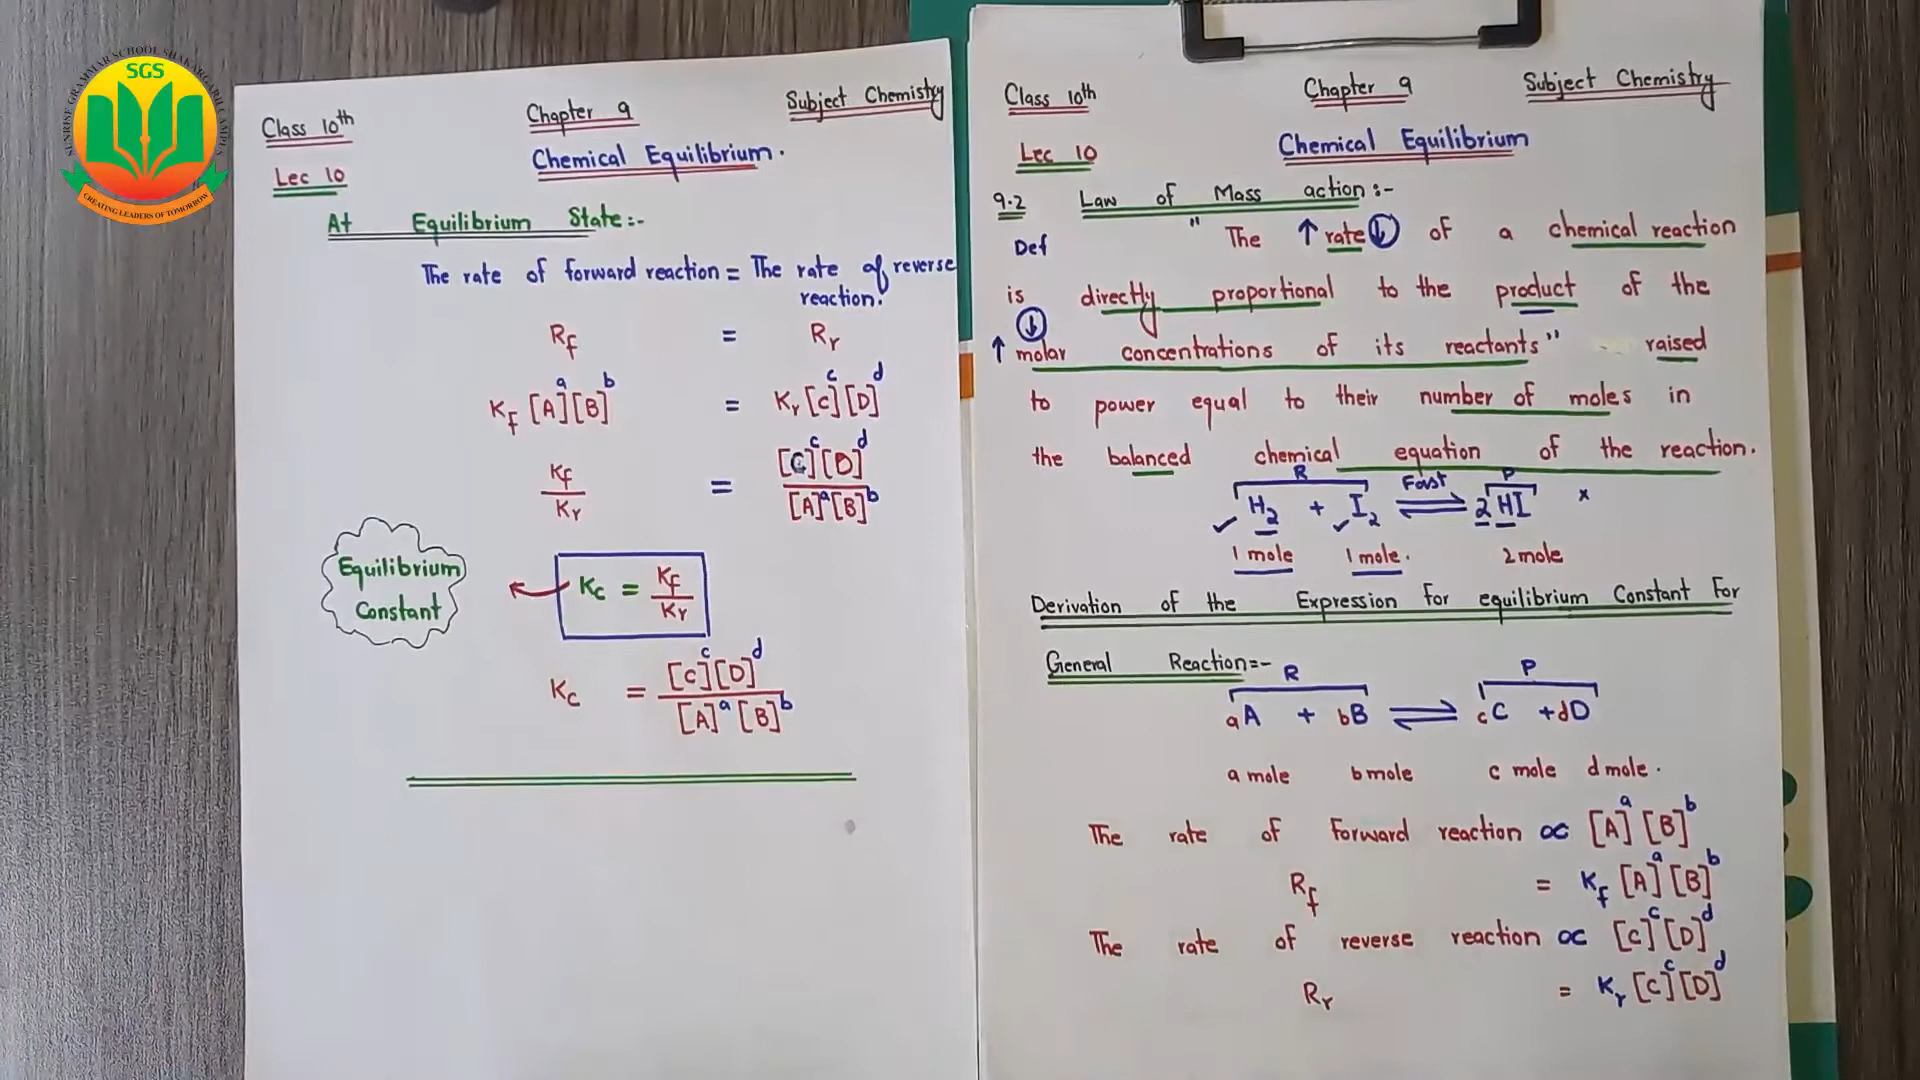 SUNRISE GRAMMAR SCHOOL SHAKARGARH CAMPUS
SGS
CREATING LEADERS OF TOMORROW
Class 10th Chapter 9 Subject Chemistry
Lec 10 Chemical Equilibrium.
At Equilibrium State:-
The rate of forward reaction = The rate of reverse
reaction.
Rf = Rr
Kf [A]^a [B]^b = Kr [C]^c [D]^d
Kf/Kr = [C]^c [D]^d / [A]^a [B]^b
Equilibrium
Constant
Kc = Kf/Kr
Kc = [C]^c [D]^d / [A]^a [B]^b
Class 10th Chapter 9 Subject Chemistry
Lec 10 Chemical Equilibrium
9.2 Law of Mass action:-
Def " The ↑ rate ↓ of a chemical reaction
is directly proportional to the product of the
↑ ↓ molar concentrations of its reactants" raised
to power equal to their number of moles in
the balanced chemical equation of the reaction.
R Fast P
H2 + I2 ⇌ 2HI ×
1 mole 1 mole. 2 mole
Derivation of the Expression for equilibrium Constant For
General Reaction=-
R P
aA + bB ⇌ cC + dD
a mole b mole c mole d mole.
The rate of Forward reaction ∝ [A]^a [B]^b
Rf = Kf [A]^a [B]^b
The rate of reverse reaction ∝ [C]^c [D]^d
Rr = Kr [C]^c [D]^d